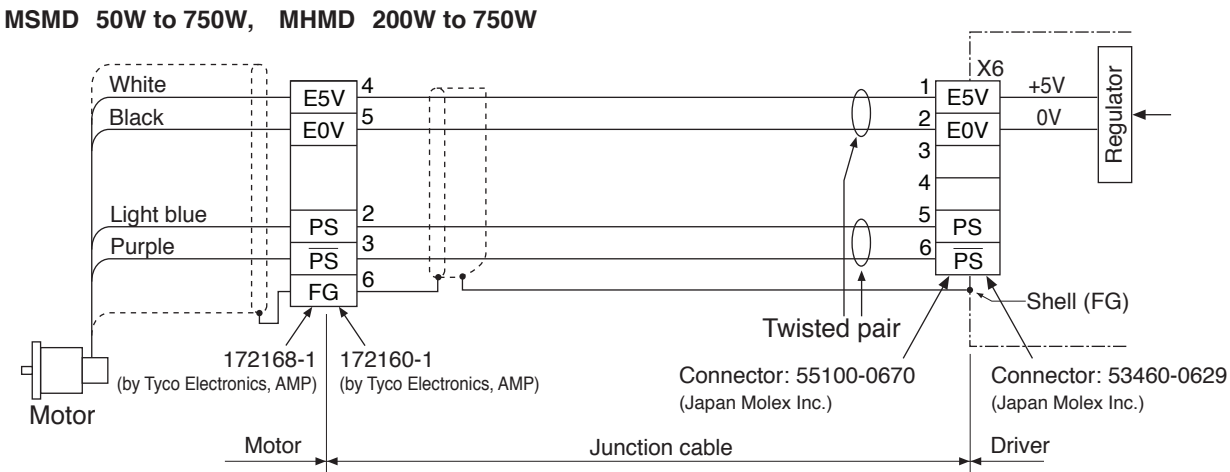 MSMD 50W to 750W, MHMD 200W to 750W
X6
White
E5V
4
1
E5V
+5V
Black
E0V
5
2
E0V
0V
Regulator
3
4
Light blue
PS
2
5
PS
Purple
P̅S̅
3
6
P̅S̅
FG
6
Shell (FG)
Twisted pair
172168-1
(by Tyco Electronics, AMP)
172160-1
(by Tyco Electronics, AMP)
Connector: 55100-0670
(Japan Molex Inc.)
Connector: 53460-0629
(Japan Molex Inc.)
Motor
Motor
Junction cable
Driver